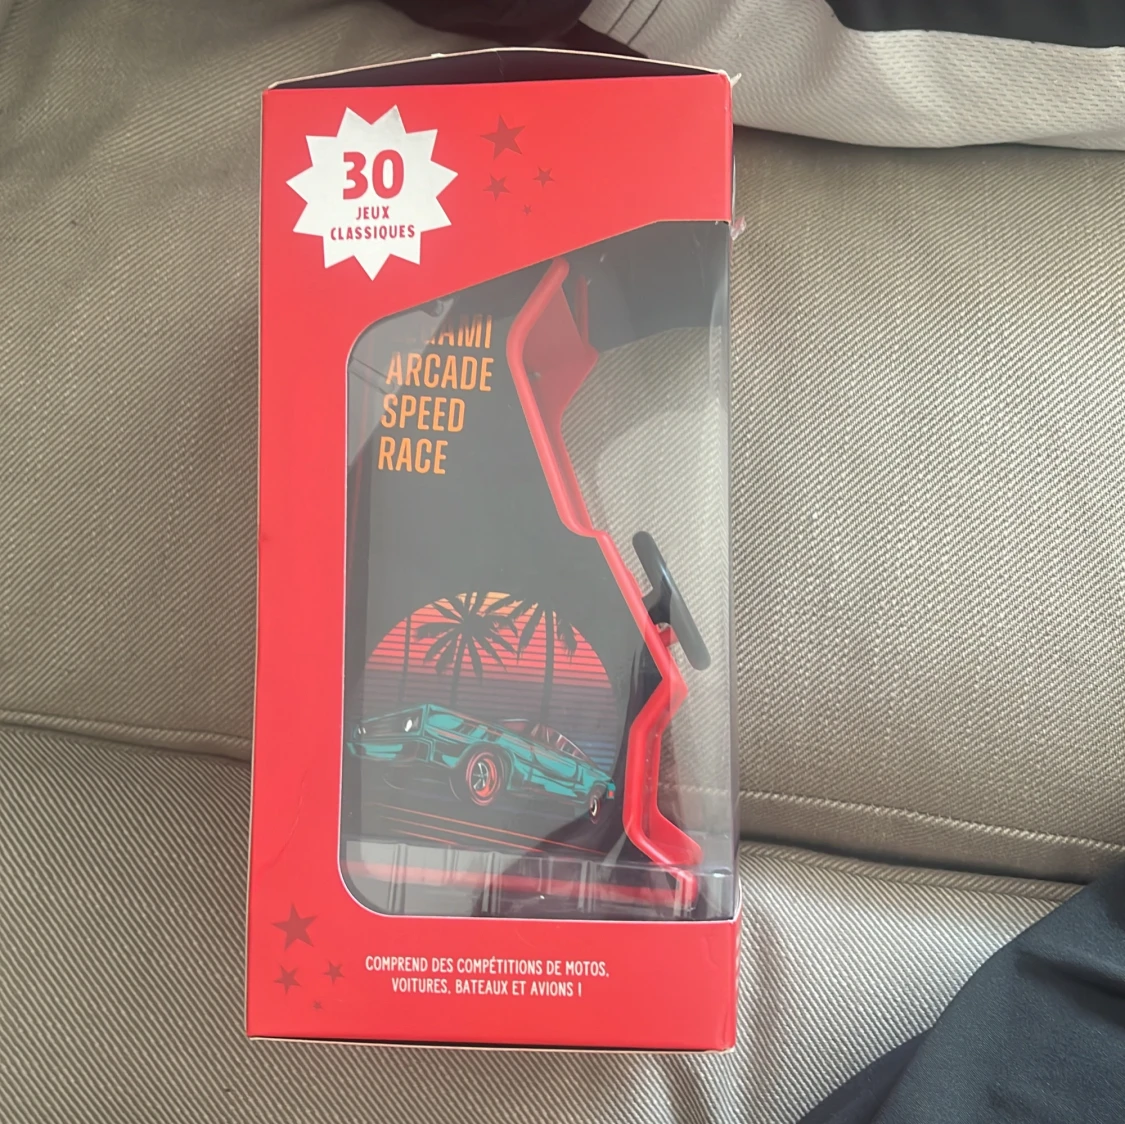 30
JEUX
CLASSIQUES
ARCADE
SPEED
RACE
COMPREND DES COMPÉTITIONS DE MOTOS,
VOITURES, BATEAUX ET AVIONS !